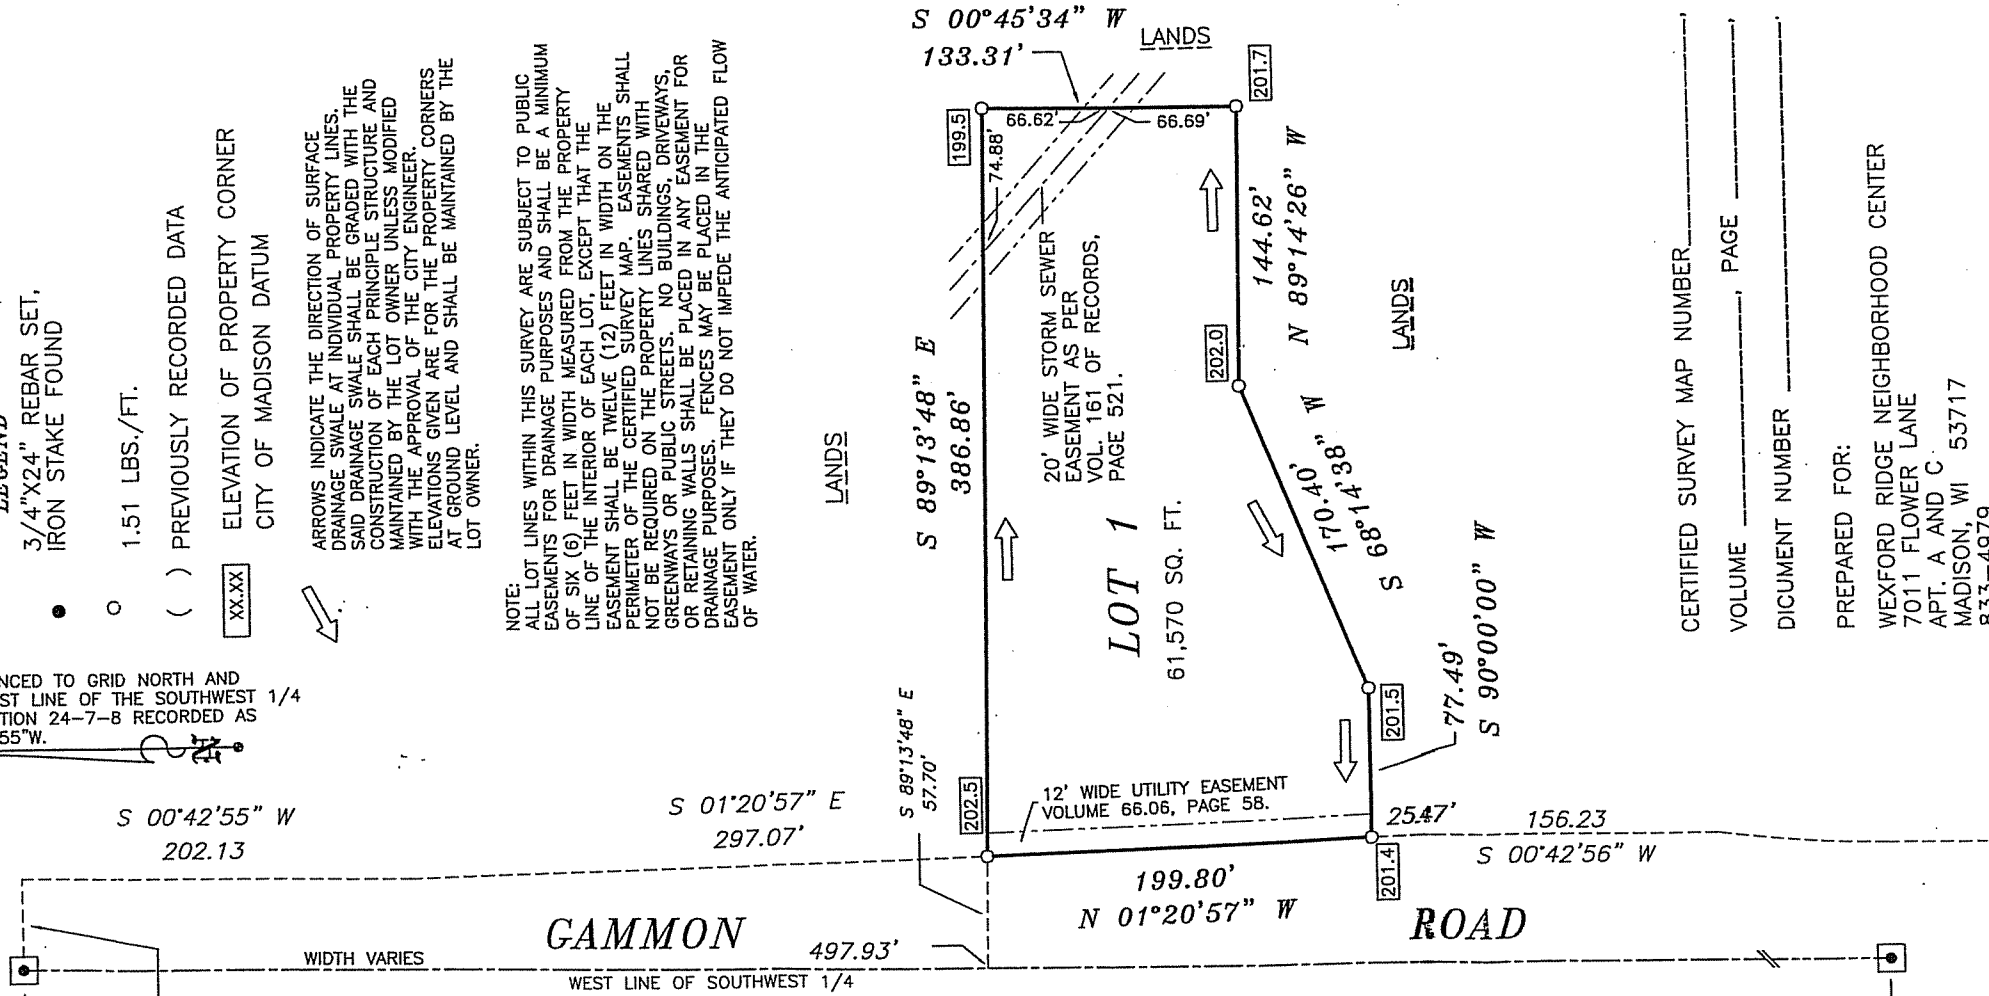 LEGEND
3/4"X24" REBAR SET,
IRON STAKE FOUND
1.51 LBS./FT.
( ) PREVIOUSLY RECORDED DATA
XX.XX ELEVATION OF PROPERTY CORNER
CITY OF MADISON DATUM
ARROWS INDICATE THE DIRECTION OF SURFACE
DRAINAGE SWALE AT INDIVIDUAL PROPERTY LINES.
SAID DRAINAGE SWALE SHALL BE GRADED WITH THE
CONSTRUCTION OF EACH PRINCIPLE STRUCTURE AND
MAINTAINED BY THE LOT OWNER UNLESS MODIFIED
WITH THE APPROVAL OF THE CITY ENGINEER.
ELEVATIONS GIVEN ARE FOR THE PROPERTY CORNERS
AT GROUND LEVEL AND SHALL BE MAINTAINED BY THE
LOT OWNER.
NOTE:
ALL LOT LINES WITHIN THIS SURVEY ARE SUBJECT TO PUBLIC
EASEMENTS FOR DRAINAGE PURPOSES AND SHALL BE A MINIMUM
OF SIX (6) FEET IN WIDTH MEASURED FROM THE PROPERTY
LINE OF THE INTERIOR OF EACH LOT, EXCEPT THAT THE
EASEMENT SHALL BE TWELVE (12) FEET IN WIDTH ON THE
PERIMETER OF THE CERTIFIED SURVEY MAP. EASEMENTS SHALL
NOT BE REQUIRED ON THE PROPERTY LINES SHARED WITH
GREENWAYS OR PUBLIC STREETS. NO BUILDINGS, DRIVEWAYS,
OR RETAINING WALLS SHALL BE PLACED IN ANY EASEMENT FOR
DRAINAGE PURPOSES. FENCES MAY BE PLACED IN THE
EASEMENT ONLY IF THEY DO NOT IMPEDE THE ANTICIPATED FLOW
OF WATER.
NCED TO GRID NORTH AND
ST LINE OF THE SOUTHWEST 1/4
TION 24-7-8 RECORDED AS
55"W.
S 00°42'55" W
202.13
S 01°20'57" E
297.07'
S 89°13'48" E
57.70'
LANDS
S 89°13'48" E
386.86'
S 00°45'34" W
133.31'
LANDS
199.5
201.7
66.62'
66.69'
74.88'
20' WIDE STORM SEWER
EASEMENT AS PER
VOL. 161 OF RECORDS,
PAGE 521.
144.62'
N 89°14'26" W
202.0
LANDS
LOT 1
61,570 SQ. FT.
170.40'
S 68°14'38" W
201.5
77.49'
S 90°00'00" W
202.5
12' WIDE UTILITY EASEMENT
VOLUME 66.06, PAGE 58.
201.4
156.23
S 00°42'56" W
199.80'
N 01°20'57" W
GAMMON ROAD
WIDTH VARIES
497.93'
WEST LINE OF SOUTHWEST 1/4
CERTIFIED SURVEY MAP NUMBER
VOLUME , PAGE
DICUMENT NUMBER
PREPARED FOR:
WEXFORD RIDGE NEIGHBORHOOD CENTER
7011 FLOWER LANE
APT. A AND C
MADISON, WI 53717
833-4979